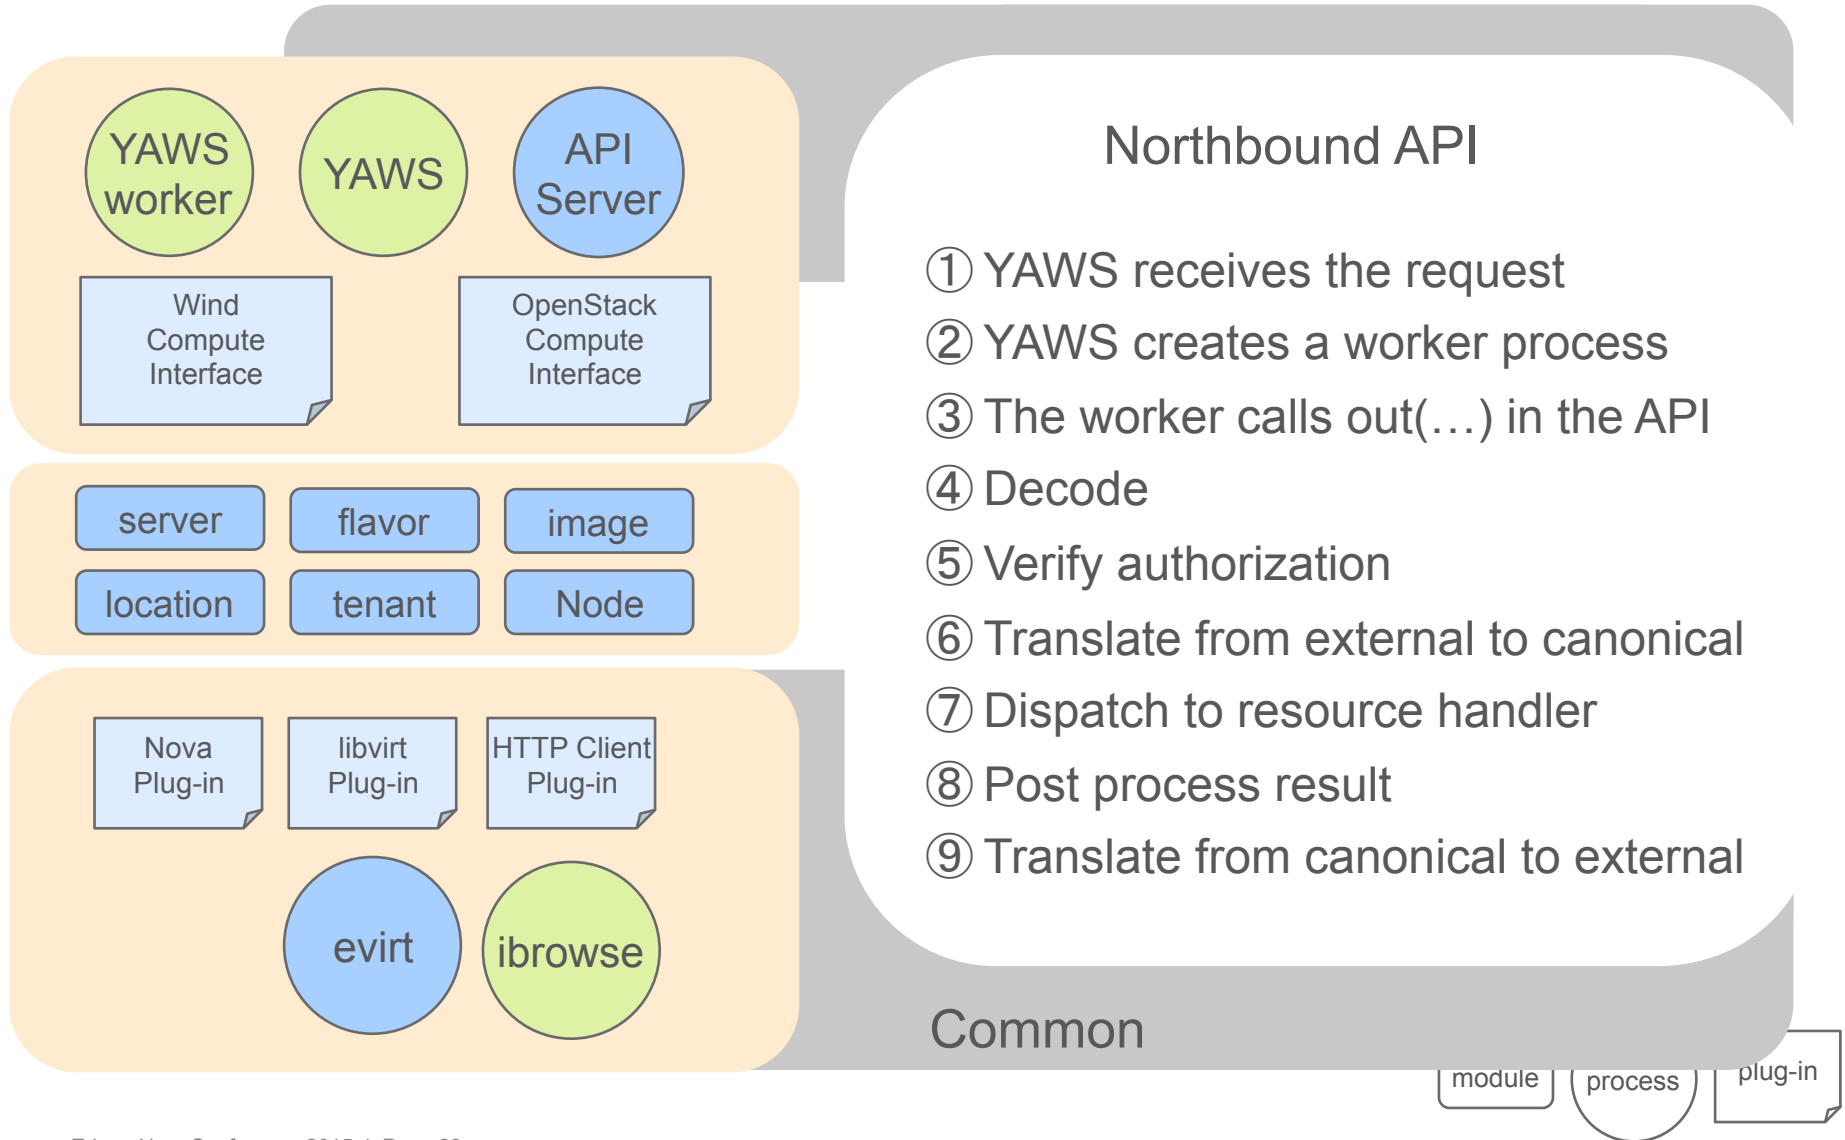 YAWS
worker
YAWS
API
Server
Wind
Compute
Interface
OpenStack
Compute
Interface
server
flavor
image
location
tenant
Node
Nova
Plug-in
libvirt
Plug-in
HTTP Client
Plug-in
evirt
ibrowse
Northbound API
① YAWS receives the request
② YAWS creates a worker process
③ The worker calls out(…) in the API
④ Decode
⑤ Verify authorization
⑥ Translate from external to canonical
⑦ Dispatch to resource handler
⑧ Post process result
⑨ Translate from canonical to external
Common
module
process
plug-in